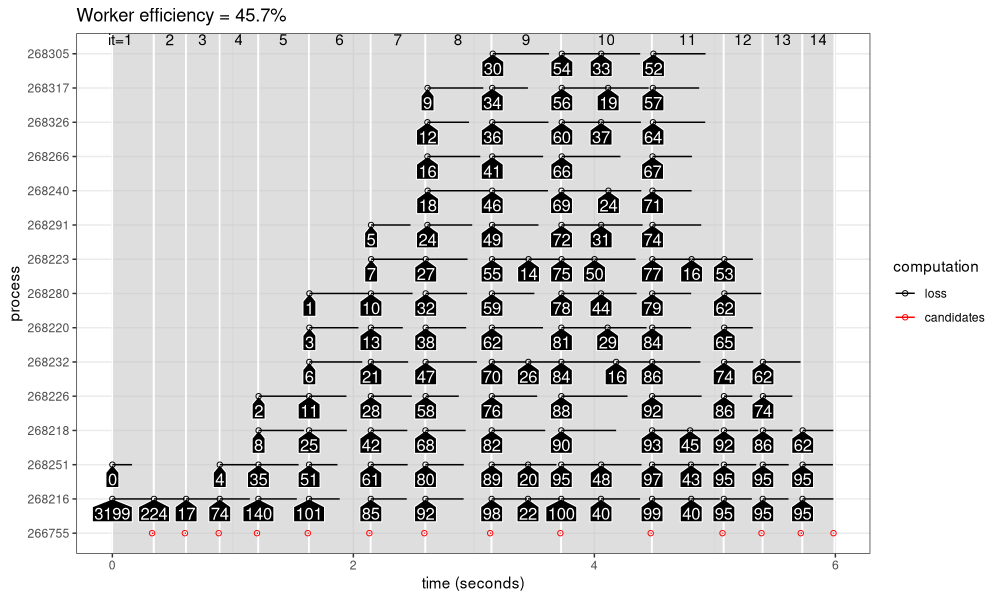 Worker efficiency = 45.7%
it=1 2 3 4 5 6 7 8 9 10 11 12 13 14
268305 30 54 33 52
268317 9 34 56 19 57
268326 12 36 60 37 64
268266 16 41 66 67
268240 18 46 69 24 71
268291 5 24 49 72 31 74
268223 7 27 55 14 75 50 77 16 53
268280 1 10 32 59 78 44 79 62
268220 3 13 38 62 81 29 84 65
268232 6 21 47 70 26 84 16 86 74 62
268226 2 11 28 58 76 88 92 86 74
268218 8 25 42 68 82 90 93 45 92 86 62
268251 0 4 35 51 61 80 89 20 95 48 97 43 95 95 95
268216 3199 224 17 74 140 101 85 92 98 22 100 40 99 40 95 95 95
266755
0 2 4 6
time (seconds)
process
computation
loss
candidates